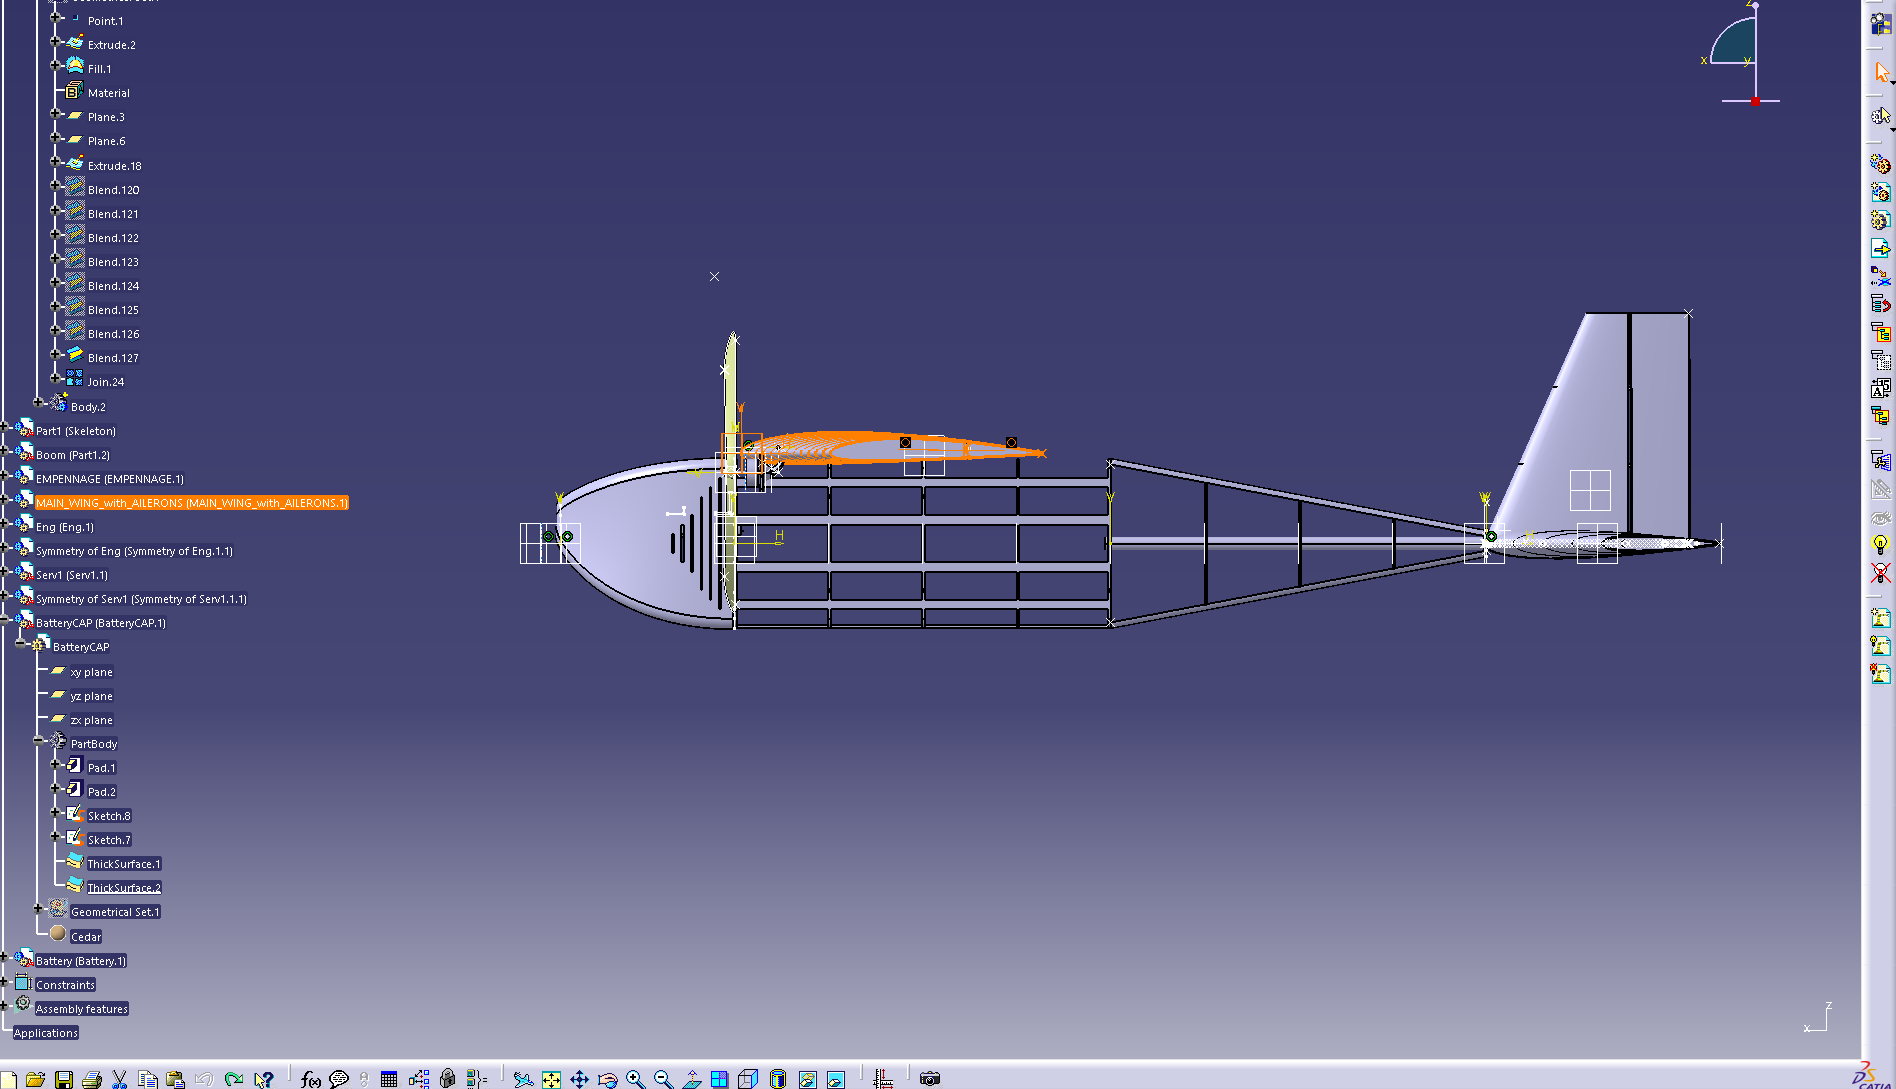 Point.1
Extrude.2
Fill.1
Material
Plane.3
Plane.6
Extrude.18
Blend.120
Blend.121
Blend.122
Blend.123
Blend.124
Blend.125
Blend.126
Blend.127
Join.24
Body.2
Part1 (Skeleton)
Boom (Part1.2)
EMPENNAGE (EMPENNAGE.1)
MAIN_WING_with_AILERONS (MAIN_WING_with_AILERONS.1)
Eng (Eng.1)
Symmetry of Eng (Symmetry of Eng.1.1)
Serv1 (Serv1.1)
Symmetry of Serv1 (Symmetry of Serv1.1.1)
BatteryCAP (BatteryCAP.1)
BatteryCAP
xy plane
yz plane
zx plane
PartBody
Pad.1
Pad.2
Sketch.8
Sketch.7
ThickSurface.1
ThickSurface.2
Geometrical Set.1
Cedar
Battery (Battery.1)
Constraints
Assembly features
Applications
z
x
y
V
V
V
H
H
z
x
f(x)
CATIA